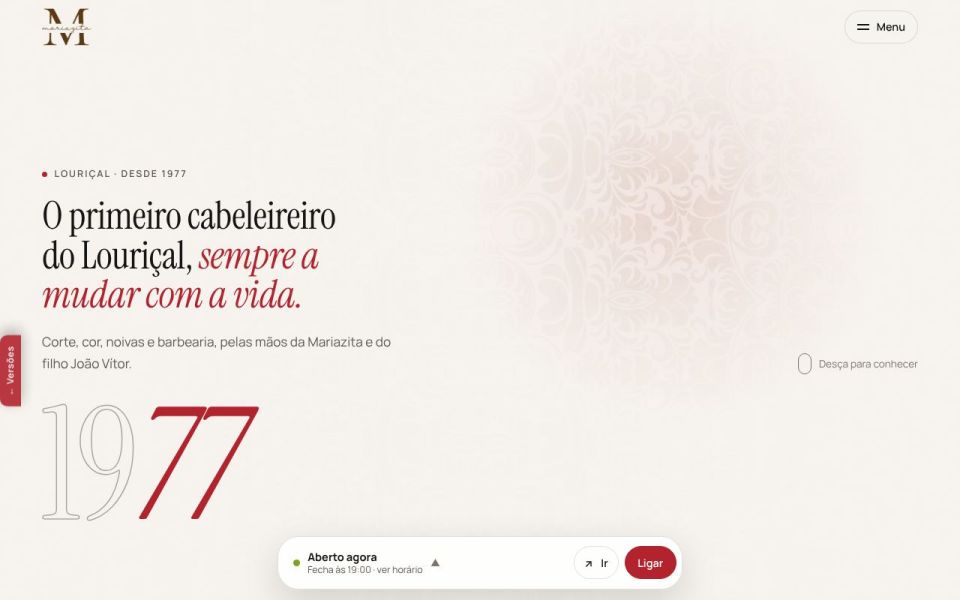 M
mariazita
Menu
LOURIÇAL · DESDE 1977
O primeiro cabeleireiro
do Louriçal, sempre a
mudar com a vida.
Corte, cor, noivas e barbearia, pelas mãos da Mariazita e do
filho João Vítor.
← Versões
Desça para conhecer
1977
Aberto agora
Fecha às 19:00 · ver horário
Ir
Ligar